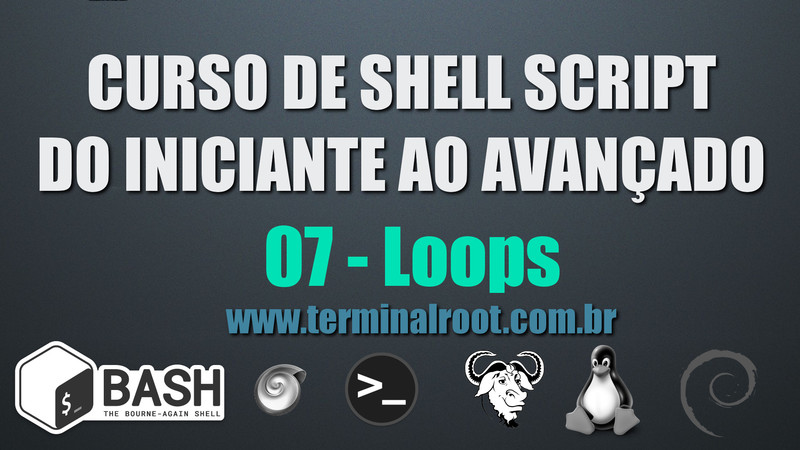 CURSO DE SHELL SCRIPT
DO INICIANTE AO AVANÇADO
07 - Loops
www.terminalroot.com.br
$_
BASH
THE BOURNE-AGAIN SHELL
>_